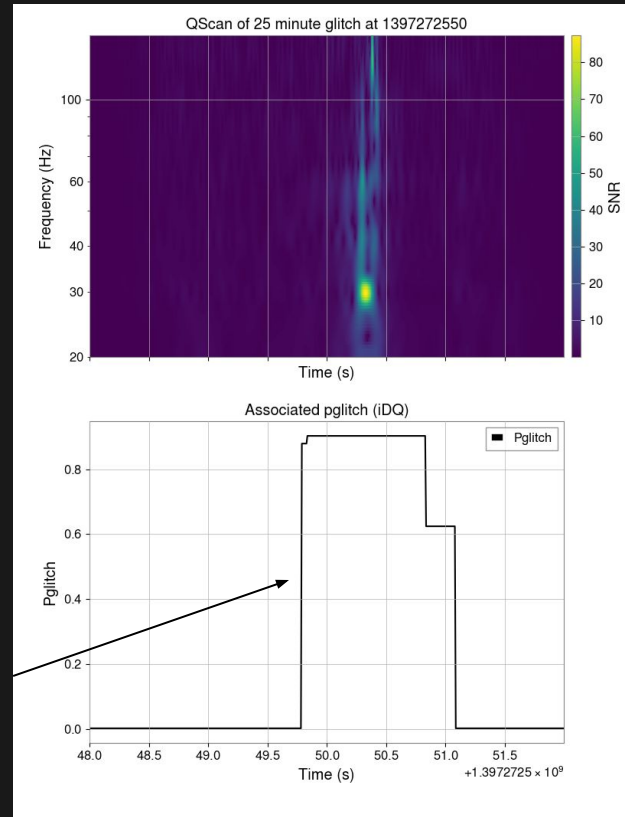 QScan of 25 minute glitch at 1397272550
100
60
40
30
20
Frequency (Hz)
Time (s)
80
70
60
50
40
30
20
10
SNR
Associated pglitch (iDQ)
Pglitch
0.8
0.6
0.4
0.2
0.0
Pglitch
48.0 48.5 49.0 49.5 50.0 50.5 51.0 51.5
Time (s)
+1.3972725 × 10⁹